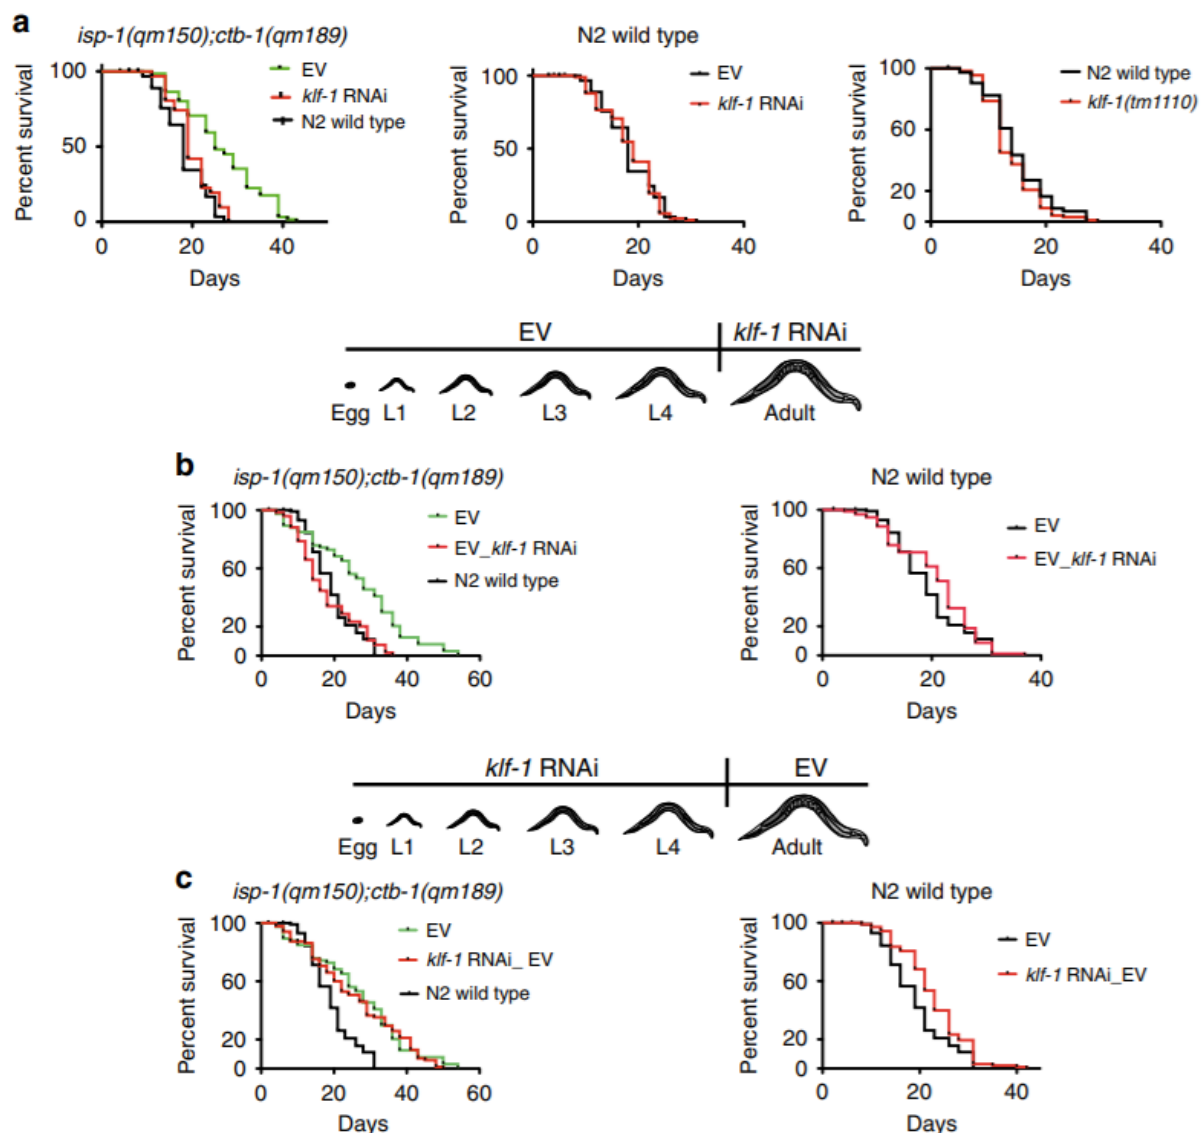 a
isp-1(qm150);ctb-1(qm189)
Percent survival
100
50
0
0 20 40
Days
EV
klf-1 RNAi
N2 wild type
N2 wild type
Percent survival
100
50
0
0 20 40
Days
EV
klf-1 RNAi
Percent survival
100
60
20
0
0 20 40
Days
N2 wild type
klf-1(tm1110)
EV klf-1 RNAi
Egg L1 L2 L3 L4 Adult
b
isp-1(qm150);ctb-1(qm189)
Percent survival
100
60
20
0
0 20 40 60
Days
EV
EV_klf-1 RNAi
N2 wild type
N2 wild type
Percent survival
100
60
20
0
0 20 40
Days
EV
EV_klf-1 RNAi
klf-1 RNAi EV
Egg L1 L2 L3 L4 Adult
c
isp-1(qm150);ctb-1(qm189)
Percent survival
100
60
20
0
0 20 40 60
Days
EV
klf-1 RNAi_ EV
N2 wild type
N2 wild type
Percent survival
100
60
20
0
0 20 40
Days
EV
klf-1 RNAi_EV